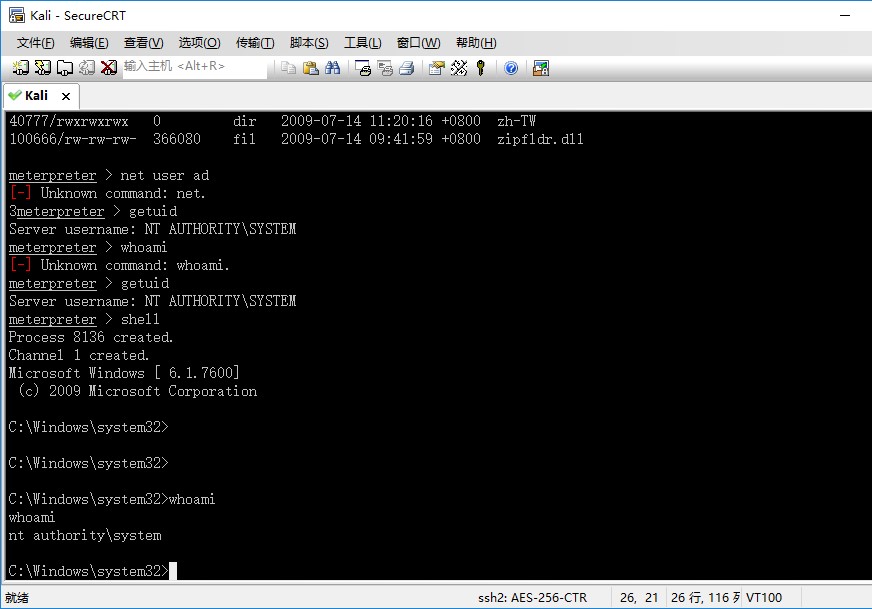 Kali - SecureCRT
文件(F) 编辑(E) 查看(V) 选项(O) 传输(T) 脚本(S) 工具(L) 窗口(W) 帮助(H)
输入主机 <Alt+R>
Kali
40777/rwxrwxrwx 0 dir 2009-07-14 11:20:16 +0800 zh-TW
100666/rw-rw-rw- 366080 fil 2009-07-14 09:41:59 +0800 zipfldr.dll
meterpreter > net user ad
[-] Unknown command: net.
3meterpreter > getuid
Server username: NT AUTHORITY\SYSTEM
meterpreter > whoami
[-] Unknown command: whoami.
meterpreter > getuid
Server username: NT AUTHORITY\SYSTEM
meterpreter > shell
Process 8136 created.
Channel 1 created.
Microsoft Windows [ 6.1.7600]
(c) 2009 Microsoft Corporation
C:\Windows\system32>
C:\Windows\system32>
C:\Windows\system32>whoami
whoami
nt authority\system
C:\Windows\system32>
就绪 ssh2: AES-256-CTR 26, 21 26 行, 116 列 VT100